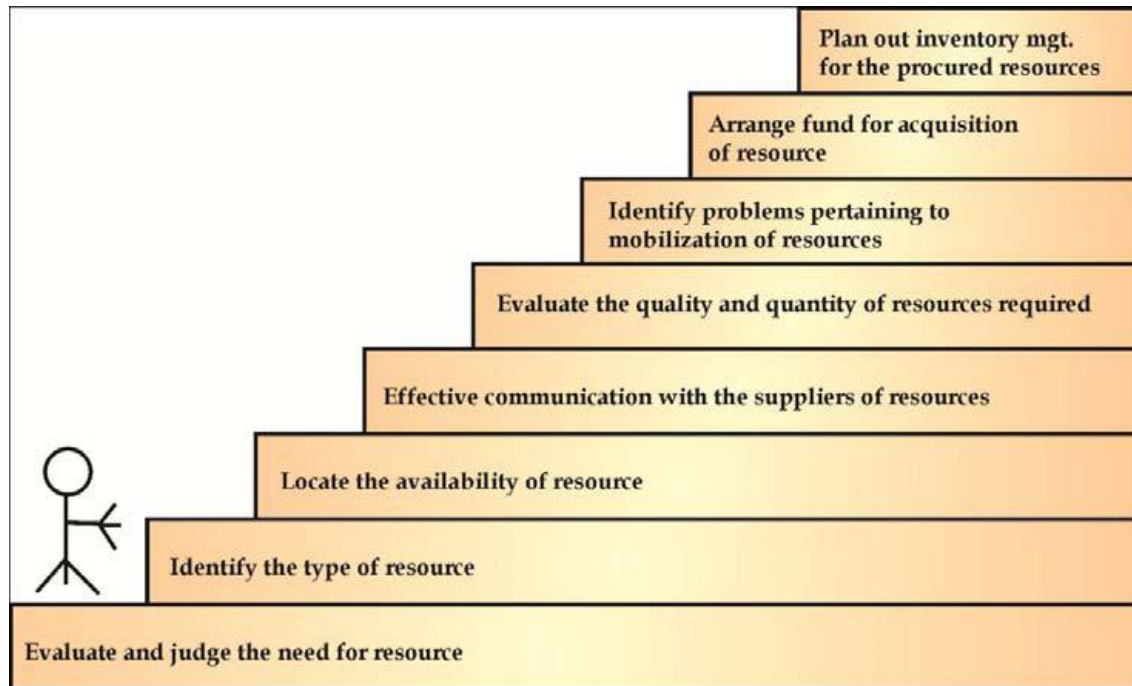 Plan out inventory mgt.
for the procured resources
Arrange fund for acquisition
of resource
Identify problems pertaining to
mobilization of resources
Evaluate the quality and quantity of resources required
Effective communication with the suppliers of resources
Locate the availability of resource
Identify the type of resource
Evaluate and judge the need for resource